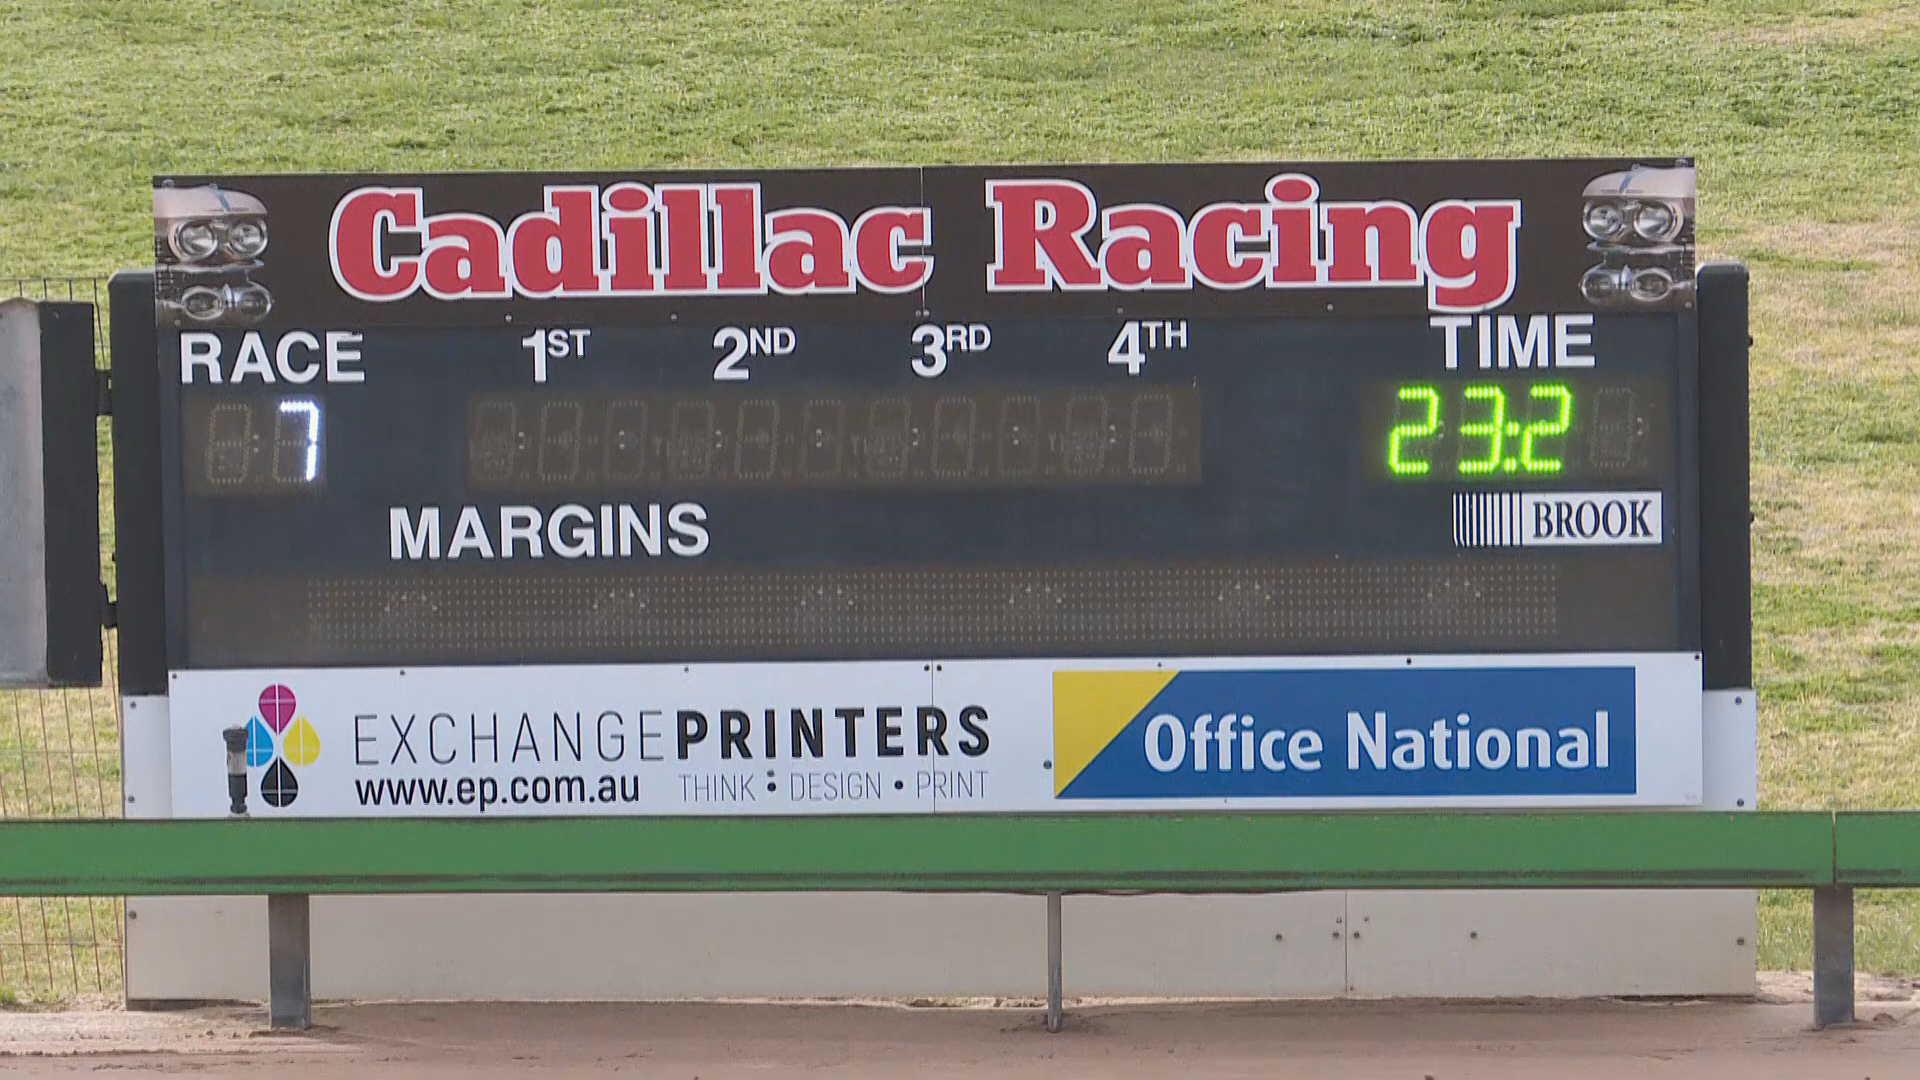 Cadillac Racing
RACE 1ST 2ND 3RD 4TH TIME
7 23:2
MARGINS
BROOK
EXCHANGEPRINTERS
www.ep.com.au THINK • DESIGN • PRINT
Office National